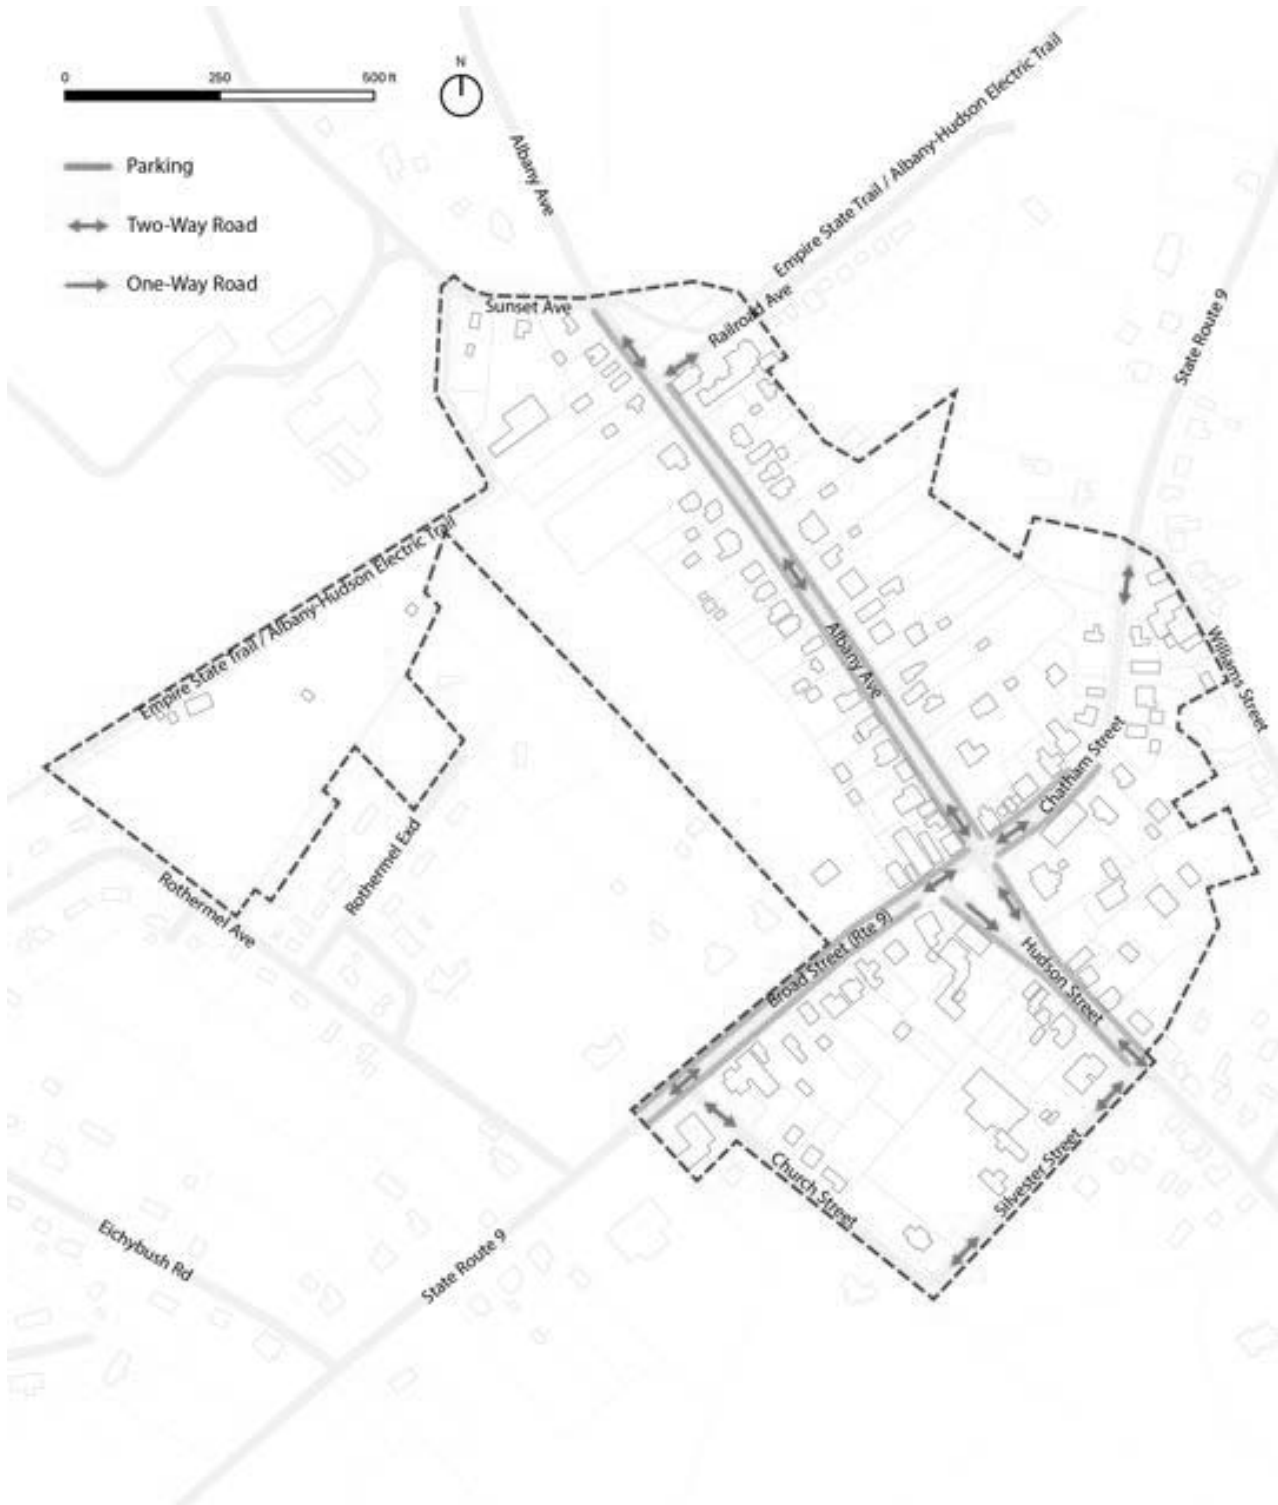 0 250 500 ft
N
Parking
Two-Way Road
One-Way Road
Albany Ave
Empire State Trail / Albany-Hudson Electric Trail
Sunset Ave
Railroad Ave
State Route 9
Empire State Trail / Albany-Hudson Electric Trail
Albany Ave
Williams Street
Chatham Street
Rothermel Exd
Rothermel Ave
Broad Street (Rte 9)
Hudson Street
Church Street
Silvester Street
Eichybush Rd
State Route 9